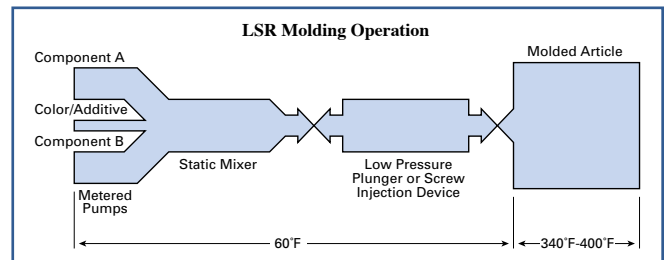 LSR Molding Operation
Component A
Molded Article
Color/Additive
Component B
Static Mixer
Low Pressure
Plunger or Screw
Injection Device
Metered
Pumps
60˚F
340˚F-400˚F